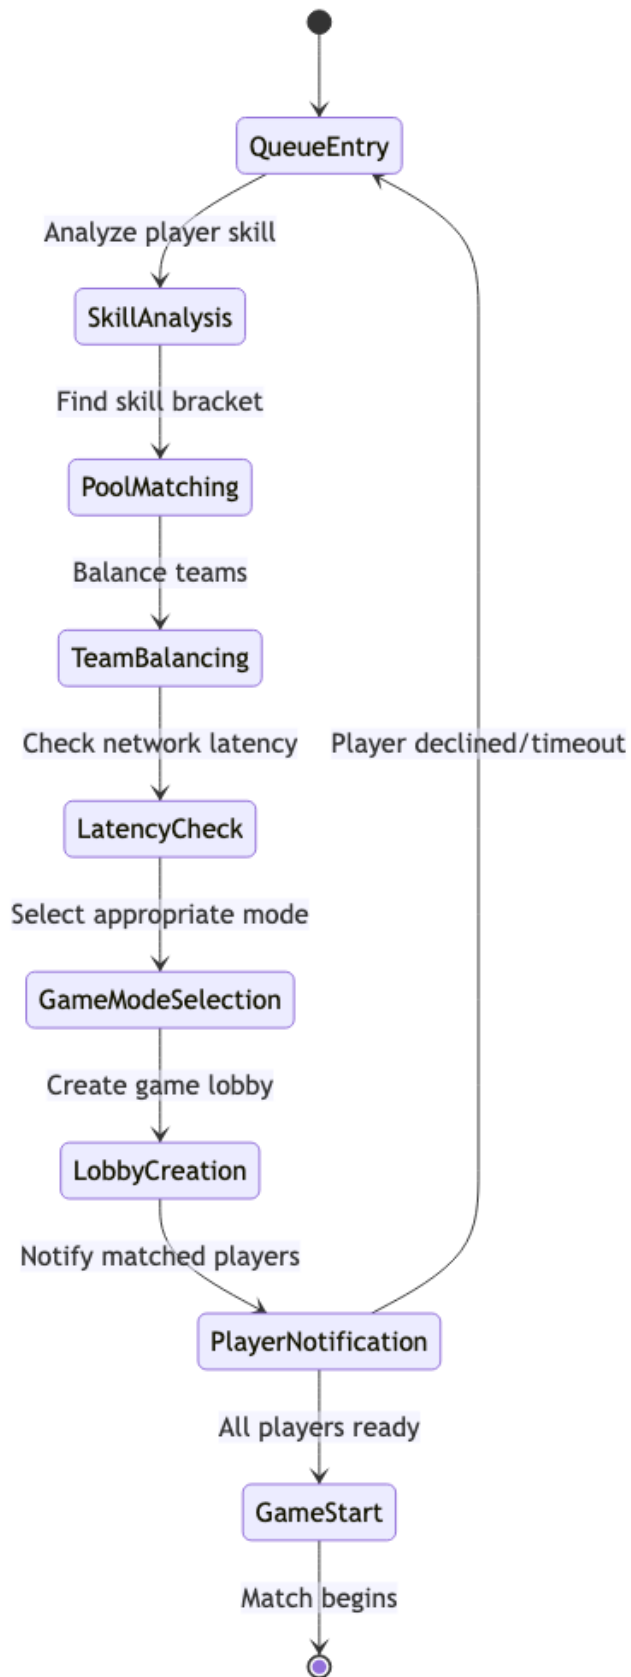 QueueEntry
Analyze player skill
SkillAnalysis
Find skill bracket
PoolMatching
Balance teams
TeamBalancing
Check network latency
Player declined/timeout
LatencyCheck
Select appropriate mode
GameModeSelection
Create game lobby
LobbyCreation
Notify matched players
PlayerNotification
All players ready
GameStart
Match begins